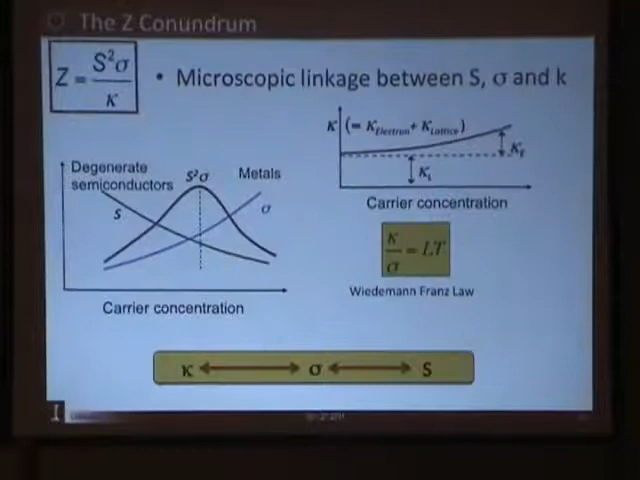 The Z Conundrum
Z = S²σ / κ
• Microscopic linkage between S, σ and k
κ (= κElectron + κLattice)
κE
κL
Carrier concentration
Degenerate semiconductors
S²σ
Metals
S
σ
Carrier concentration
κ / σ = LT
Wiedemann Franz Law
κ σ S